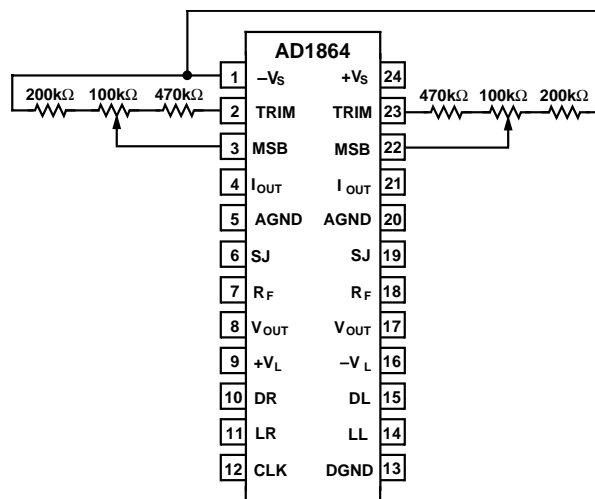 AD1864
1 –VS +VS 24
200kΩ 100kΩ 470kΩ 2 TRIM TRIM 23 470kΩ 100kΩ 200kΩ
3 MSB MSB 22
4 IOUT IOUT 21
5 AGND AGND 20
6 SJ SJ 19
7 RF RF 18
8 VOUT VOUT 17
9 +VL –VL 16
10 DR DL 15
11 LR LL 14
12 CLK DGND 13